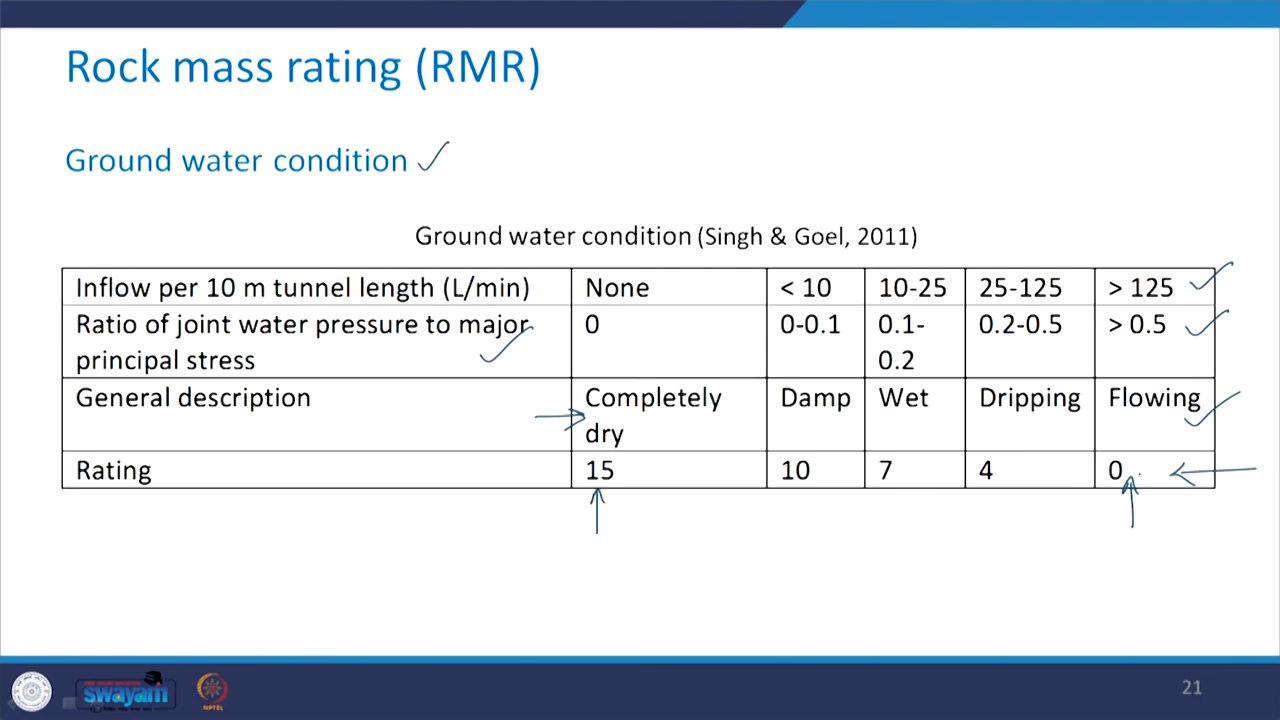 Rock mass rating (RMR)
Ground water condition
Ground water condition (Singh & Goel, 2011)
Inflow per 10 m tunnel length (L/min) None < 10 10-25 25-125 > 125
Ratio of joint water pressure to major principal stress 0 0-0.1 0.1-0.2 0.2-0.5 > 0.5
General description Completely dry Damp Wet Dripping Flowing
Rating 15 10 7 4 0
swayam
NPTEL
21